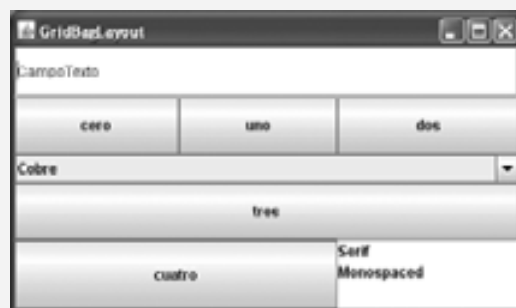 GridBagLayout
CampoTexto
cero uno dos
Cobre
tres
cuatro
Serif
Monospaced